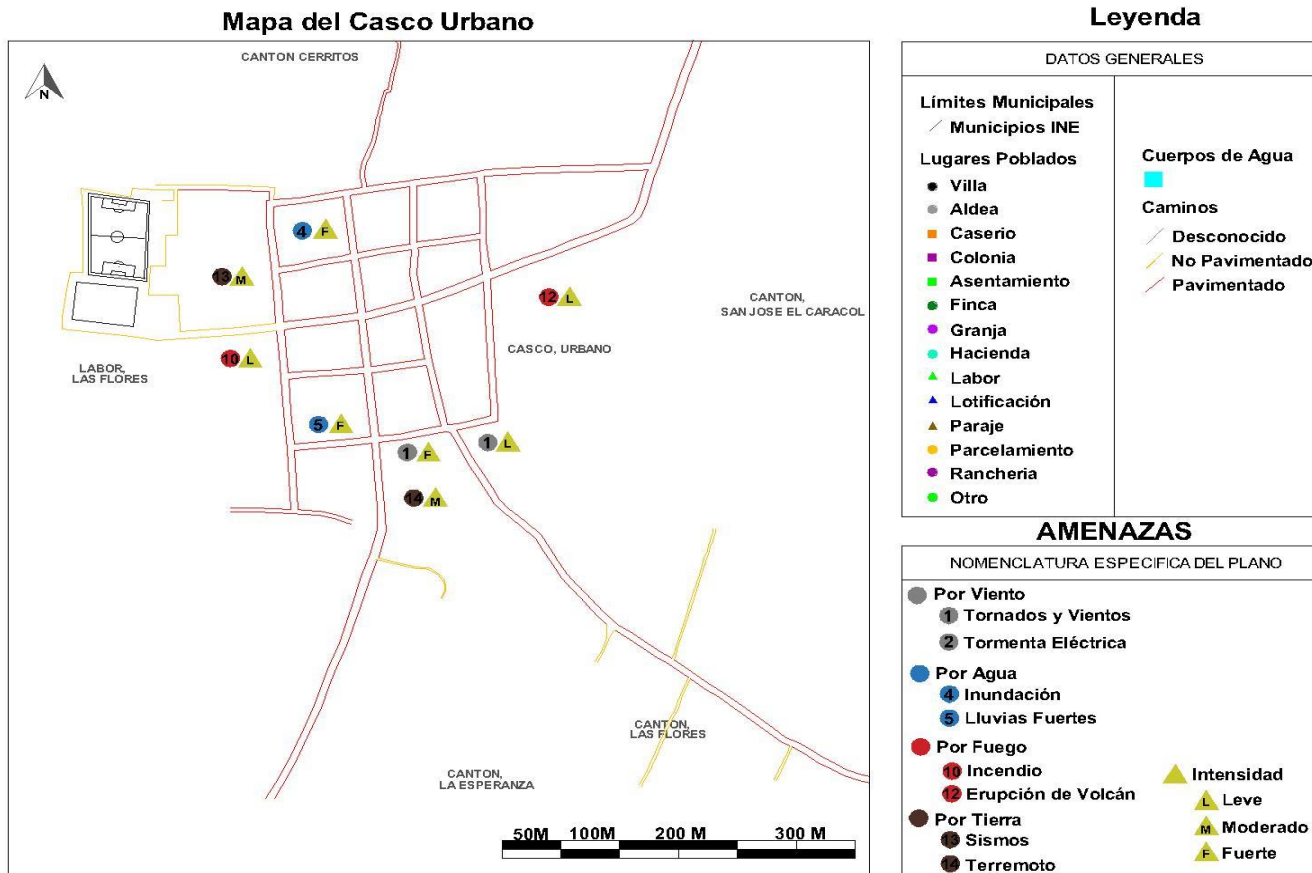 Mapa del Casco Urbano
CANTON CERRITOS
N
4 F
13 M
12 L
CANTON,
SAN JOSE EL CARACOL
CASCO, URBANO
10 L
LABOR,
LAS FLORES
5 F
1 F
1 L
14 M
CANTON,
LAS FLORES
CANTON,
LA ESPERANZA
50M 100M 200 M 300 M
Leyenda
DATOS GENERALES
Límites Municipales
Municipios INE
Lugares Poblados
Villa
Aldea
Caserio
Colonia
Asentamiento
Finca
Granja
Hacienda
Labor
Lotificación
Paraje
Parcelamiento
Rancheria
Otro
Cuerpos de Agua
Caminos
Desconocido
No Pavimentado
Pavimentado
AMENAZAS
NOMENCLATURA ESPECIFICA DEL PLANO
Por Viento
1 Tornados y Vientos
2 Tormenta Eléctrica
Por Agua
4 Inundación
5 Lluvias Fuertes
Por Fuego
10 Incendio
12 Erupción de Volcán
Por Tierra
13 Sismos
14 Terremoto
Intensidad
L Leve
M Moderado
F Fuerte